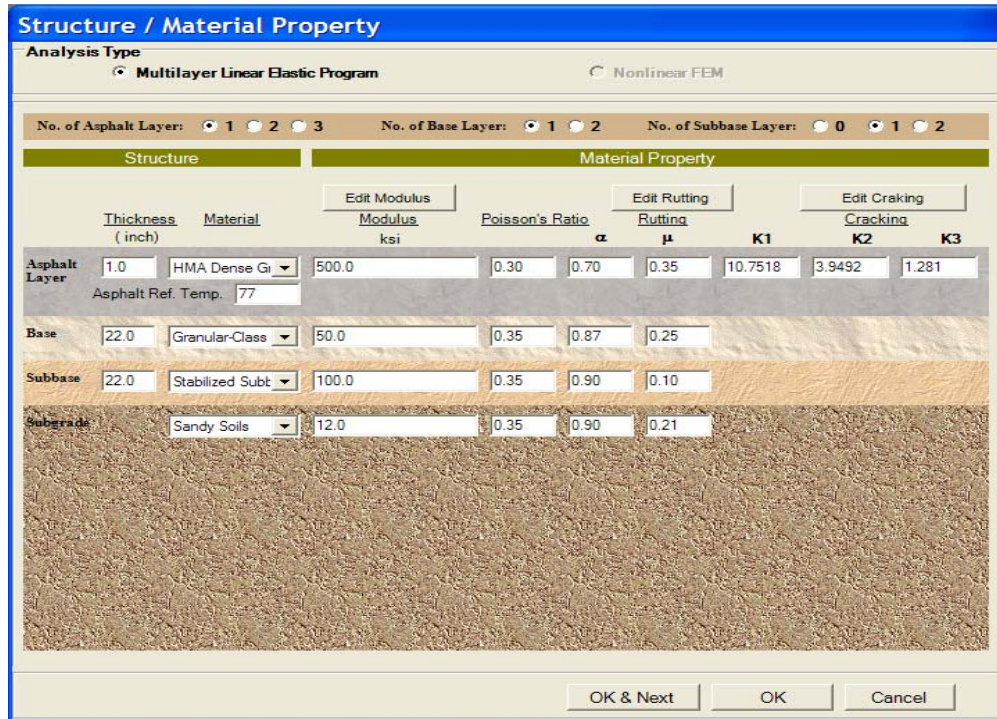 Structure / Material Property
Analysis Type
Multilayer Linear Elastic Program Nonlinear FEM
No. of Asphalt Layer: 1 2 3 No. of Base Layer: 1 2 No. of Subbase Layer: 0 1 2
Structure Material Property
Edit Modulus Edit Rutting Edit Craking
Thickness Material Modulus Poisson's Ratio Rutting Cracking
( inch) ksi α μ K1 K2 K3
Asphalt Layer 1.0 HMA Dense Gr 500.0 0.30 0.70 0.35 10.7518 3.9492 1.281
Asphalt Ref. Temp. 77
Base 22.0 Granular-Class 50.0 0.35 0.87 0.25
Subbase 22.0 Stabilized Subb 100.0 0.35 0.90 0.10
Subgrade Sandy Soils 12.0 0.35 0.90 0.21
OK & Next OK Cancel